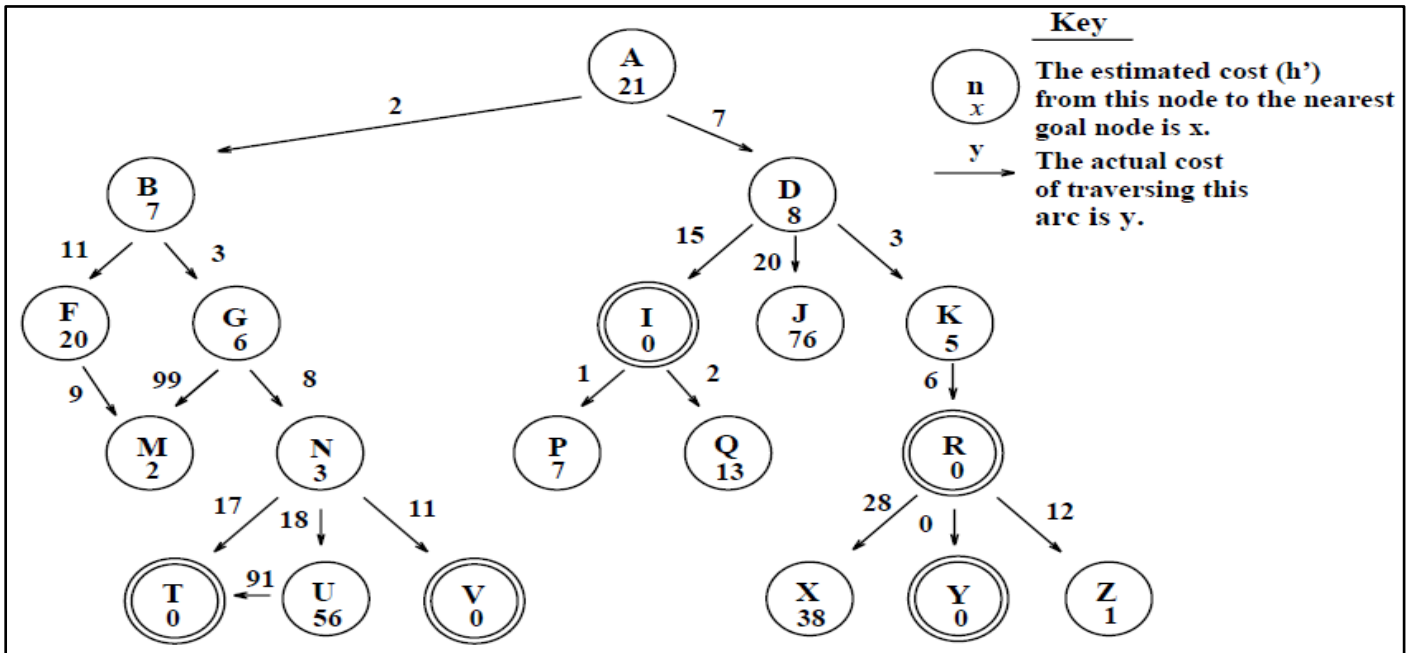 Key
A
21
n
x
The estimated cost (h’)
from this node to the nearest
goal node is x.
2
7
y
The actual cost
of traversing this
arc is y.
B
7
D
8
11
3
15
20
3
F
20
G
6
I
0
J
76
K
5
9
99
8
1
2
6
M
2
N
3
P
7
Q
13
R
0
17
18
11
28
0
12
T
0
91
U
56
V
0
X
38
Y
0
Z
1